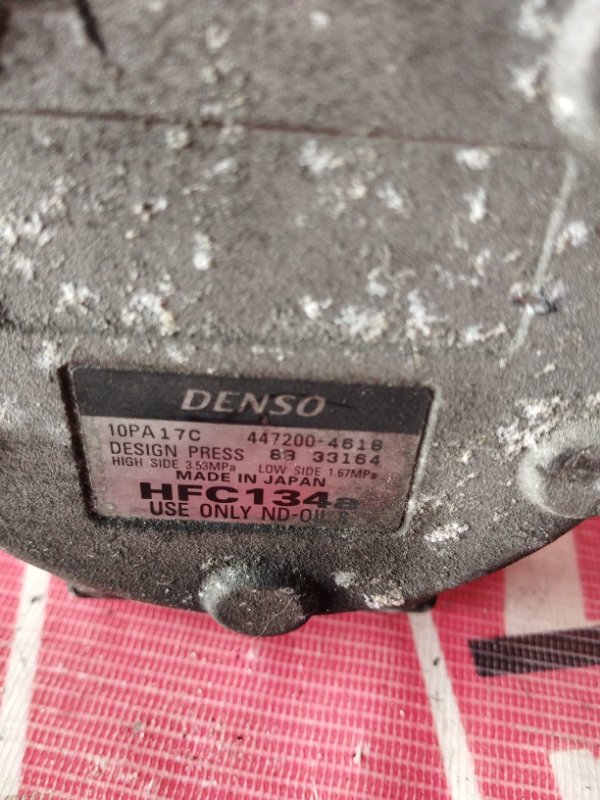 DENSO
10PA17C 447200-4618
DESIGN PRESS 8B 33164
HIGH SIDE 3.53MPa LOW SIDE 1.67MPa
MADE IN JAPAN
HFC134a
USE ONLY ND-OIL